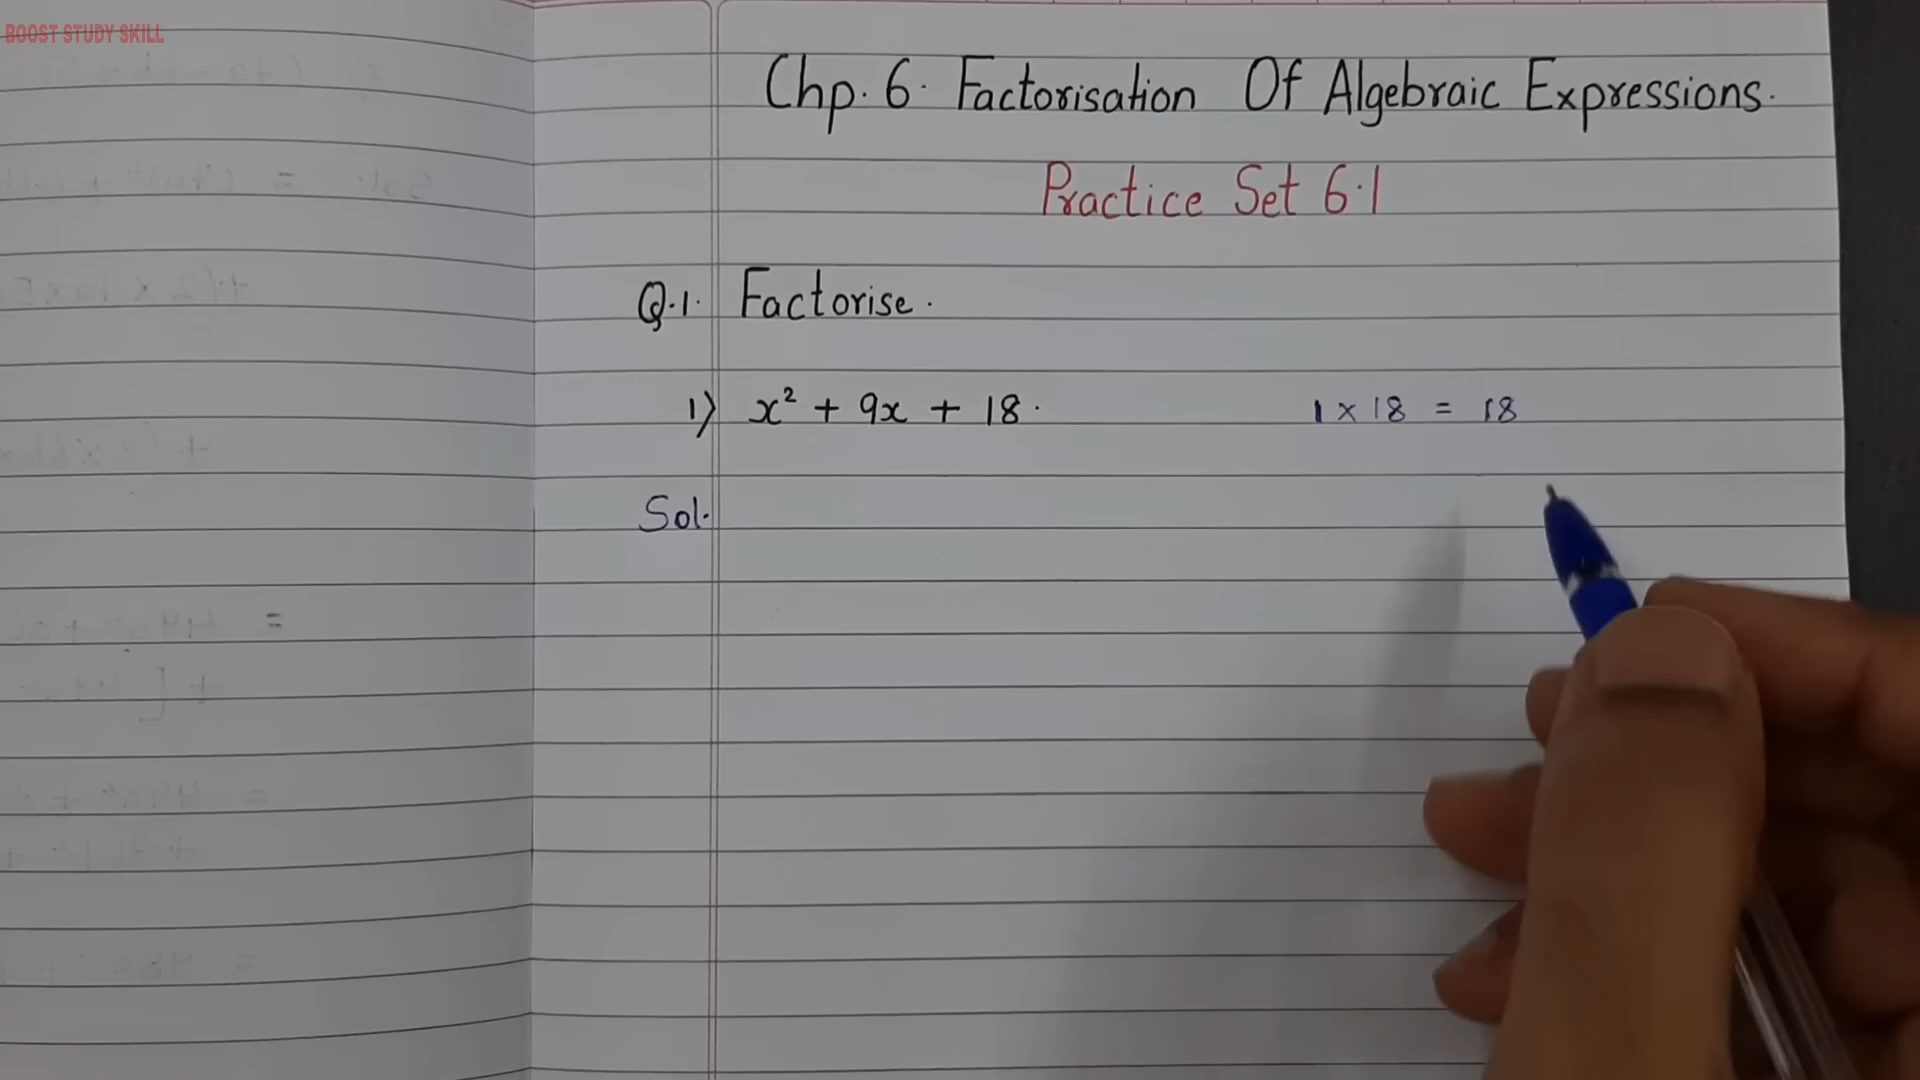 BOOST STUDY SKILL
Chp. 6. Factorisation Of Algebraic Expressions.
Practice Set 6.1
Q.1. Factorise.
1) x² + 9x + 18. 1 x 18 = 18
Sol.